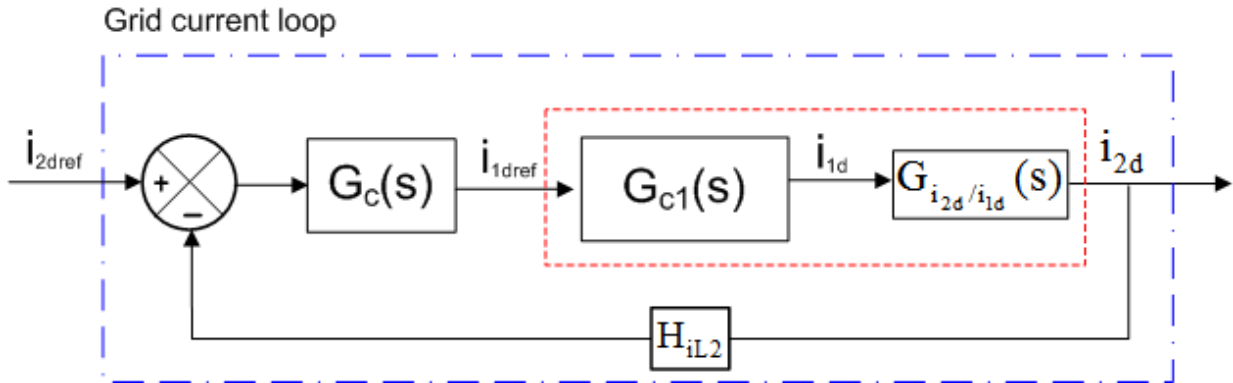 Grid current loop
i2dref
+
−
Gc(s)
i1dref
Gc1(s)
i1d
Gi2d/i1d(s)
i2d
HiL2